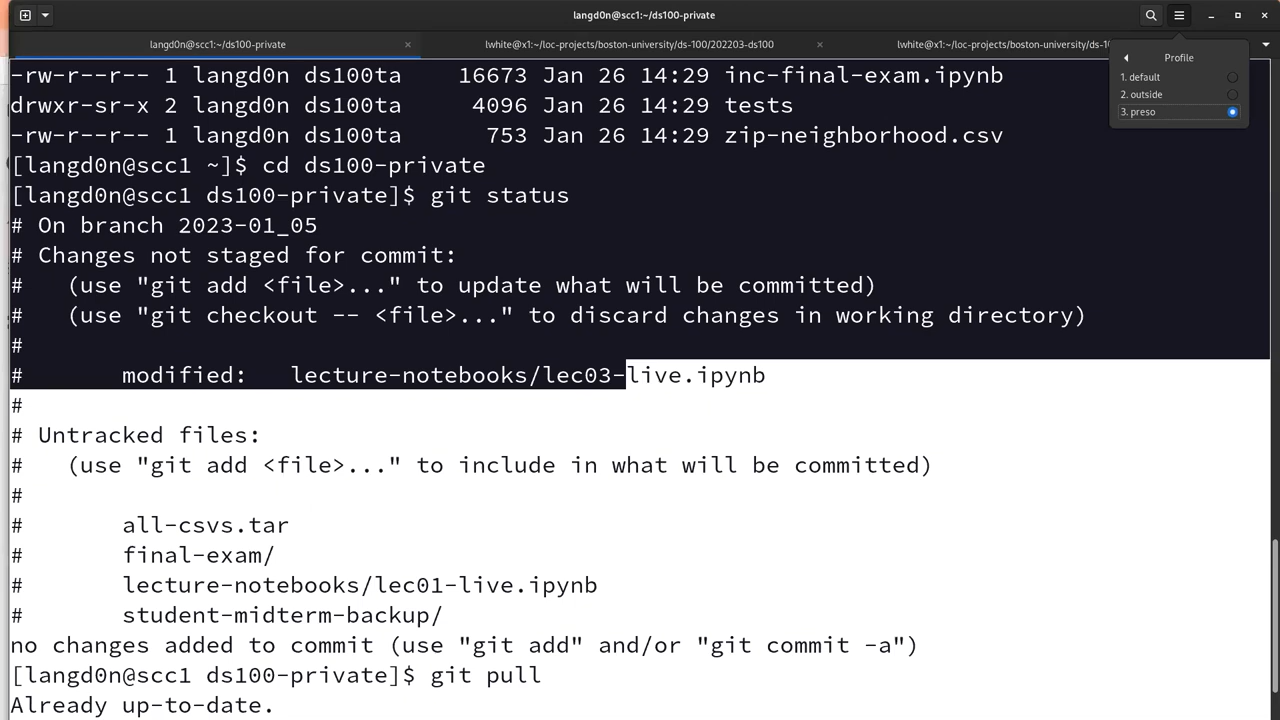 langd0n@scc1:~/ds100-private
langd0n@scc1:~/ds100-private
lwhite@x1:~/loc-projects/boston-university/ds-100/202203-ds100
lwhite@x1:~/loc-projects/boston-university/ds-10
Profile
1. default
2. outside
3. preso
-rw-r--r-- 1 langd0n ds100ta     16673 Jan 26 14:29 inc-final-exam.ipynb
drwxr-sr-x 2 langd0n ds100ta      4096 Jan 26 14:29 tests
-rw-r--r-- 1 langd0n ds100ta       753 Jan 26 14:29 zip-neighborhood.csv
[langd0n@scc1 ~]$ cd ds100-private
[langd0n@scc1 ds100-private]$ git status
# On branch 2023-01_05
# Changes not staged for commit:
#   (use "git add <file>..." to update what will be committed)
#   (use "git checkout -- <file>..." to discard changes in working directory)
#
#       modified:   lecture-notebooks/lec03-live.ipynb
#
# Untracked files:
#   (use "git add <file>..." to include in what will be committed)
#
#       all-csvs.tar
#       final-exam/
#       lecture-notebooks/lec01-live.ipynb
#       student-midterm-backup/
no changes added to commit (use "git add" and/or "git commit -a")
[langd0n@scc1 ds100-private]$ git pull
Already up-to-date.